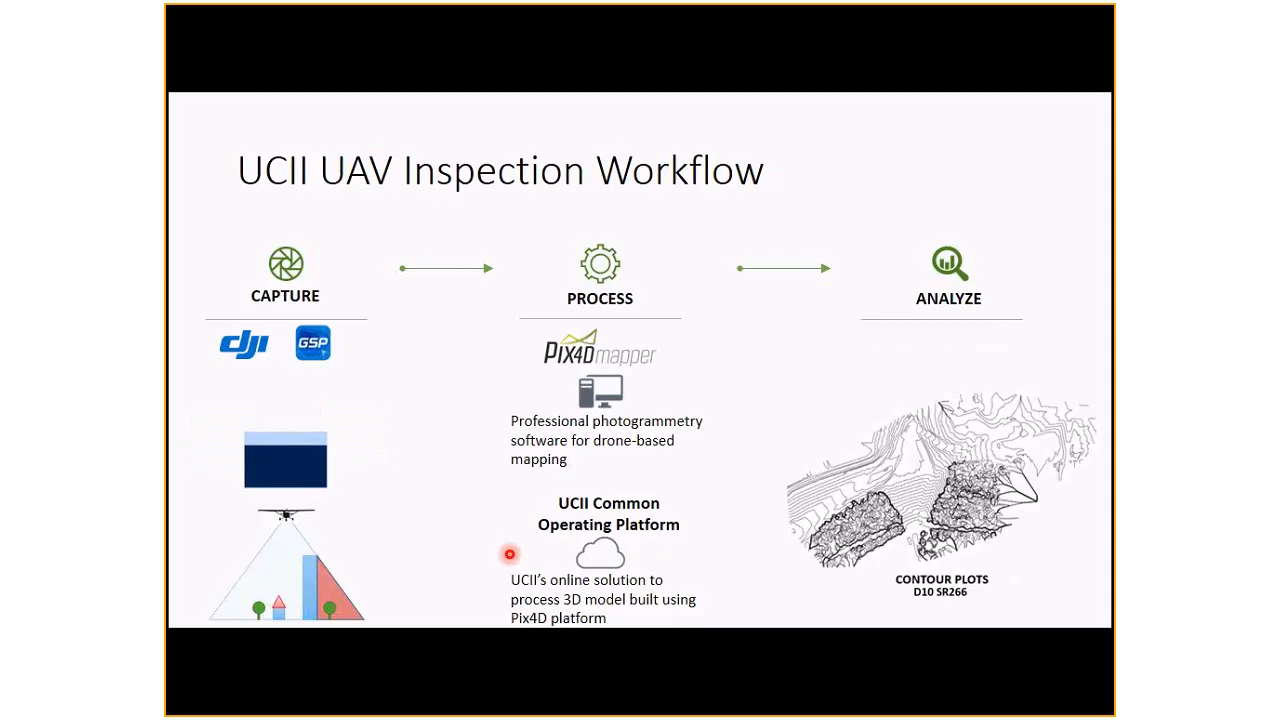 UCII UAV Inspection Workflow
CAPTURE
PROCESS
ANALYZE
dji
GSP
PIX4Dmapper
Professional photogrammetry
software for drone-based
mapping
UCII Common
Operating Platform
UCII's online solution to
process 3D model built using
Pix4D platform
CONTOUR PLOTS
D10 SR266